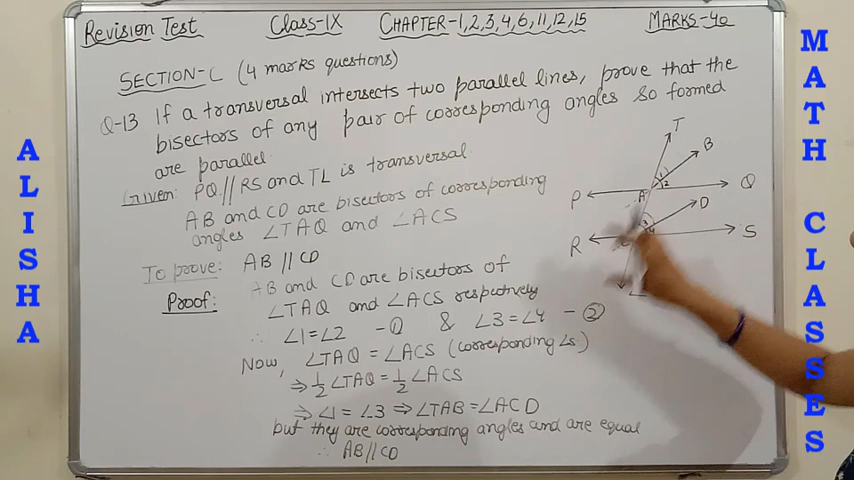 Revision Test Class-IX CHAPTER-1,2,3,4,6,11,12,15 MARKS-40
SECTION-C (4 marks questions)
Q-13 If a transversal intersects two parallel lines, prove that the
bisectors of any pair of corresponding angles so formed
are parallel.
Given: PQ//RS and TL is transversal
AB and CD are bisectors of corresponding
angles ∠TAQ and ∠ACS
To prove: AB//CD
Proof: AB and CD are bisectors of
∠TAQ and ∠ACS respectively
∴ ∠1=∠2 -① & ∠3=∠4 -②
Now, ∠TAQ = ∠ACS (corresponding ∠s)
⇒ 1/2 ∠TAQ = 1/2 ∠ACS
⇒ ∠1 = ∠3 ⇒ ∠TAB = ∠ACD
but they are corresponding angles and are equal
∴ AB//CD
T
B
1
2
P
A
Q
D
3
4
R
C
S
L
ALISHA
MATH CLASSES